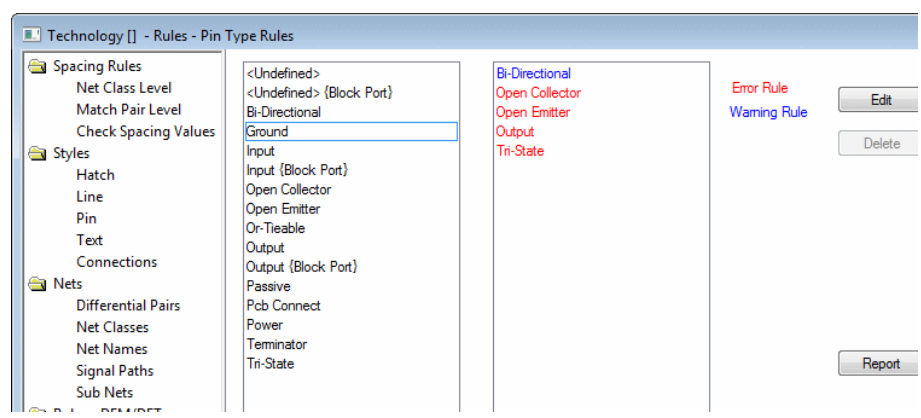 Technology [] - Rules - Pin Type Rules
Spacing Rules
Net Class Level
Match Pair Level
Check Spacing Values
Styles
Hatch
Line
Pin
Text
Connections
Nets
Differential Pairs
Net Classes
Net Names
Signal Paths
Sub Nets
<Undefined>
<Undefined> {Block Port}
Bi-Directional
Ground
Input
Input {Block Port}
Open Collector
Open Emitter
Or-Tieable
Output
Output {Block Port}
Passive
Pcb Connect
Power
Terminator
Tri-State
Bi-Directional
Open Collector
Open Emitter
Output
Tri-State
Error Rule
Warning Rule
Edit
Delete
Report